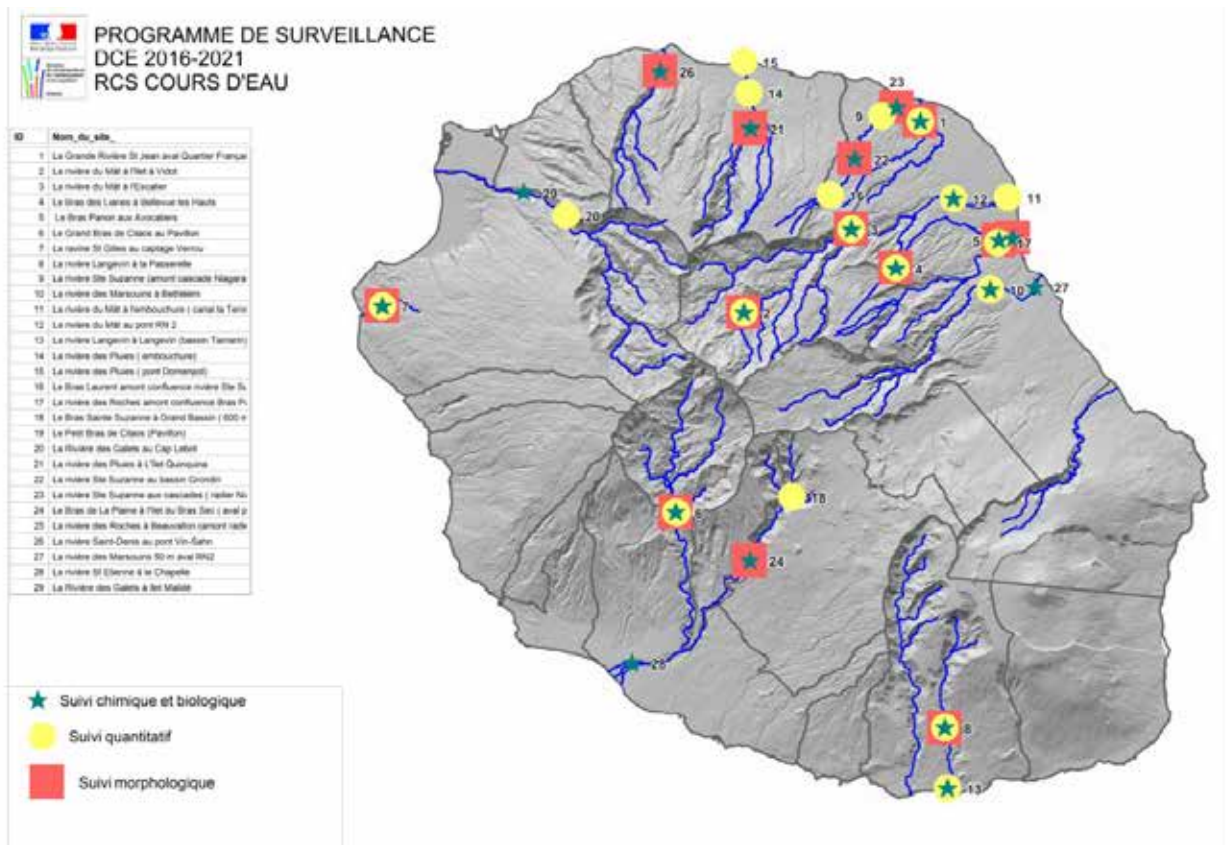 PROGRAMME DE SURVEILLANCE
DCE 2016-2021
RCS COURS D'EAU
ID Nom_du_site_
1 La Grande Rivière St Jean aval Quartier França
2 La rivière du Mât à l'Ilet à Vidot
3 La rivière du Mât à l'Escalier
4 Le Bras des Lianes à Bellevue les Hauts
5 Le Bras Panon aux Avocatiers
6 Le Grand Bras de Cilaos au Pavillon
7 La ravine St Gilles au captage Verrou
8 La rivière Langevin à la Passerelle
9 La rivière Ste Suzanne (amont cascade Niagara
10 La rivière des Marsouins à Bethléem
11 La rivière du Mât à l'embouchure ( canal la
12 La rivière du Mât au pont RN 2
13 La rivière Langevin à Langevin (bassin Tamarin)
14 La rivière des Pluies ( embouchure)
15 La rivière des Pluies ( pont Domenjod)
16 Le Bras Laurent amont confluence rivière Ste
17 La rivière des Roches amont confluence Bras
18 Le Bras Sainte Suzanne à Grand Bassin ( 600 m
19 Le Petit Bras de Cilaos (Pavillon)
20 La Rivière des Galets au Cap Lebot
21 La rivière des Pluies à L'Ilet Quinquina
22 La rivière Ste Suzanne au bassin Grondin
23 La rivière Ste Suzanne aux cascades ( radier
24 Le Bras de La Plaine à l'Ilet du Bras Sec ( aval
25 La rivière des Roches à Beauvallon (amont
26 La rivière Saint-Denis au pont Vin-Sahn
27 La rivière des Marsouins 50 m aval RN2
28 La rivière St Etienne à la Chapelle
29 La Rivière des Galets à Ilet Malidé
26
15
14
21
23
9
1
22
29
20
16
12
11
3
5
17
4
10
27
7
2
6
18
24
28
8
13
Suivi chimique et biologique
Suivi quantitatif
Suivi morphologique